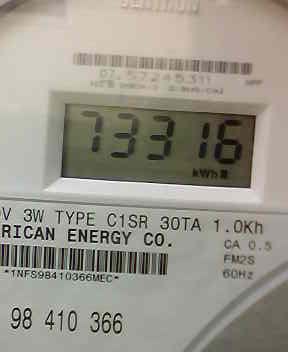 73316
kWh
V 3W TYPE C1SR 30TA 1.0Kh
RICAN ENERGY CO.
CA 0.5
FM2S
60Hz
*1NFS98410366MEC*
98 410 366